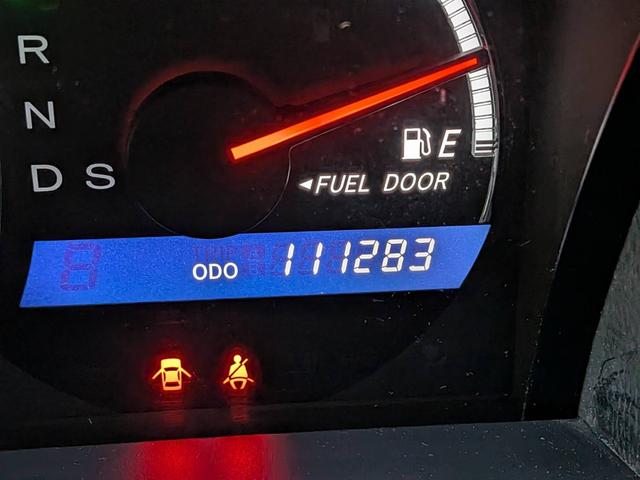 R
N
D S
E
◄FUEL DOOR
ODO 111283